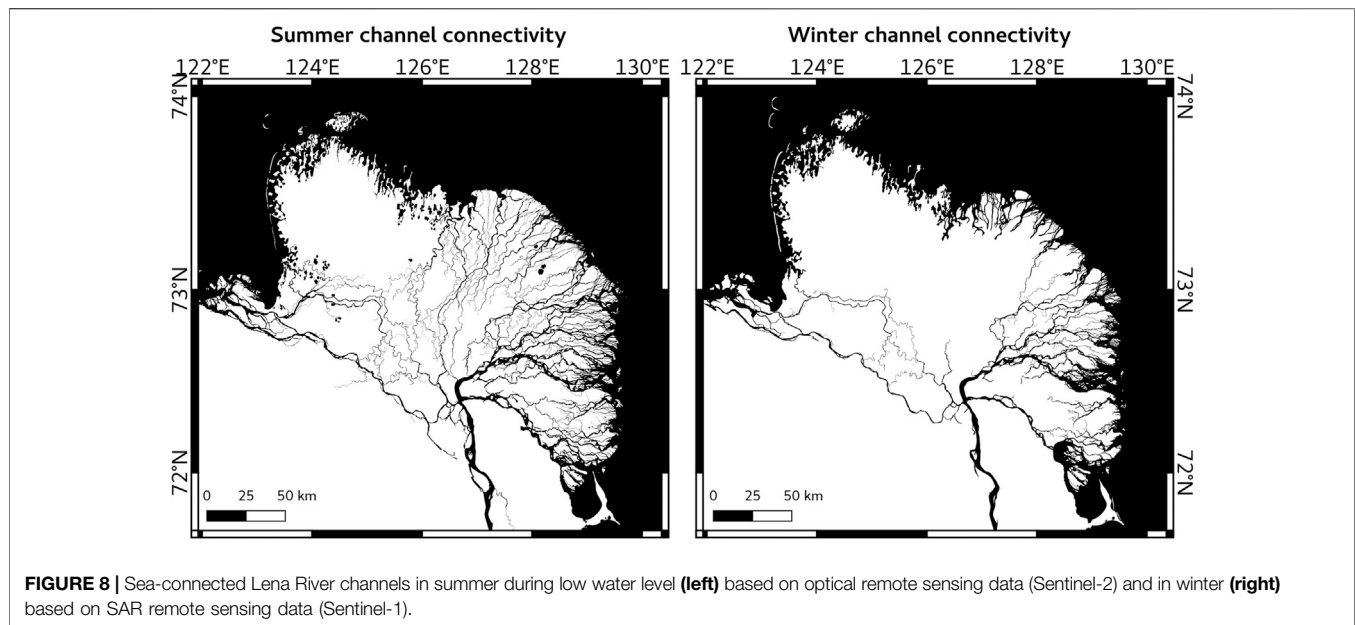 Summer channel connectivity
Winter channel connectivity
122°E 124°E 126°E 128°E 130°E
122°E 124°E 126°E 128°E 130°E
74°N
73°N
72°N
74°N
73°N
72°N
0 25 50 km
0 25 50 km
FIGURE 8 | Sea-connected Lena River channels in summer during low water level (left) based on optical remote sensing data (Sentinel-2) and in winter (right)
based on SAR remote sensing data (Sentinel-1).